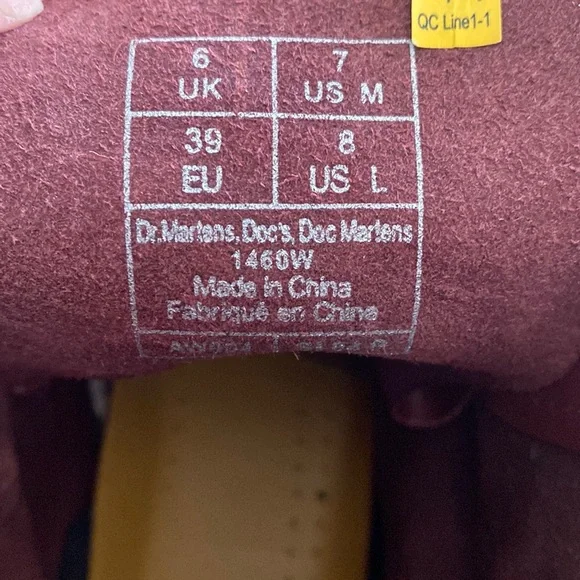 QC Line1-1
6 7
UK US M
39 8
EU US L
Dr.Martens, Doc's, Doc Martens
1460W
Made in China
Fabriqué en Chine